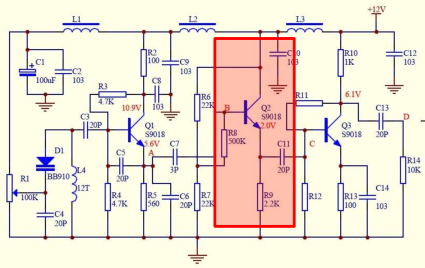 L1
L2
L3
+12V
C1
100uF
C2
103
R2
100
C9
103
C10
103
R10
1K
C12
103
R3
4.7K
C8
103
R6
22K
B
Q2
S9018
2.0V
R11
6.1V
10.9V
C3
20P
Q1
S9018
5.6V
A
R8
500K
Q3
S9018
C13
20P
D
D1
BB910
L4
12T
C5
20P
C7
3P
C11
20P
C
R1
100K
C4
20P
R4
4.7K
R5
560
C6
20P
R7
22K
R9
2.2K
R12
R13
100
C14
103
R14
10K